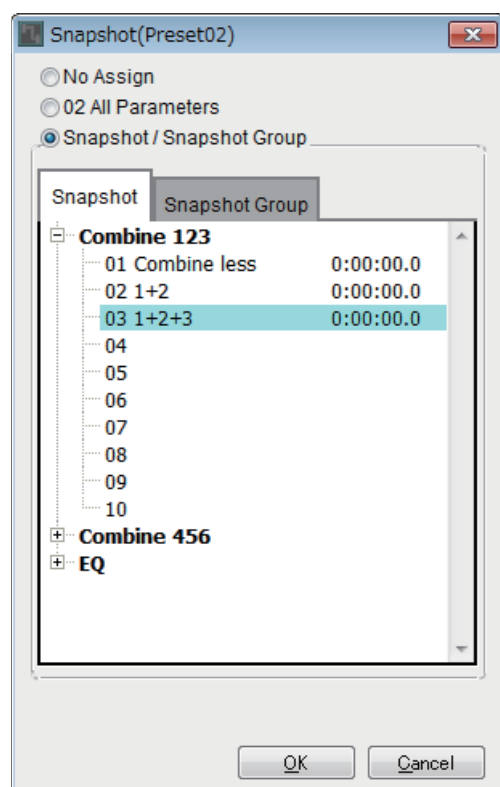 Snapshot(Preset02)
No Assign
02 All Parameters
Snapshot / Snapshot Group
Snapshot Snapshot Group
Combine 123
01 Combine less 0:00:00.0
02 1+2 0:00:00.0
03 1+2+3 0:00:00.0
04
05
06
07
08
09
10
Combine 456
EQ
OK Cancel